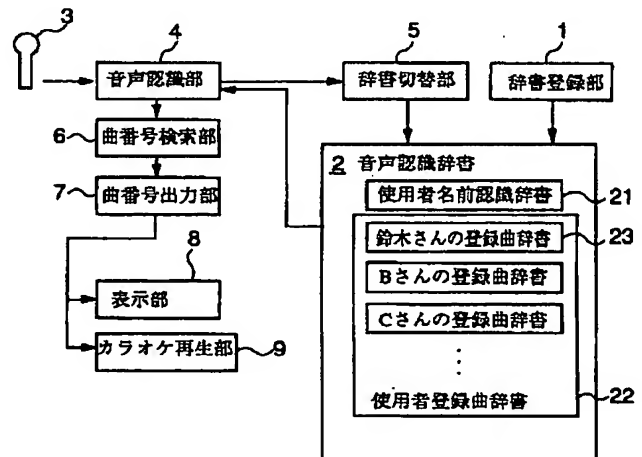 3
4
音声認識部
5
辞書切替部
1
辞書登録部
6
曲番号検索部
7
曲番号出力部
8
表示部
カラオケ再生部
9
2 音声認識辞書
使用者名前認識辞書
21
鈴木さんの登録曲辞書
23
Bさんの登録曲辞書
Cさんの登録曲辞書
⋮
使用者登録曲辞書
22